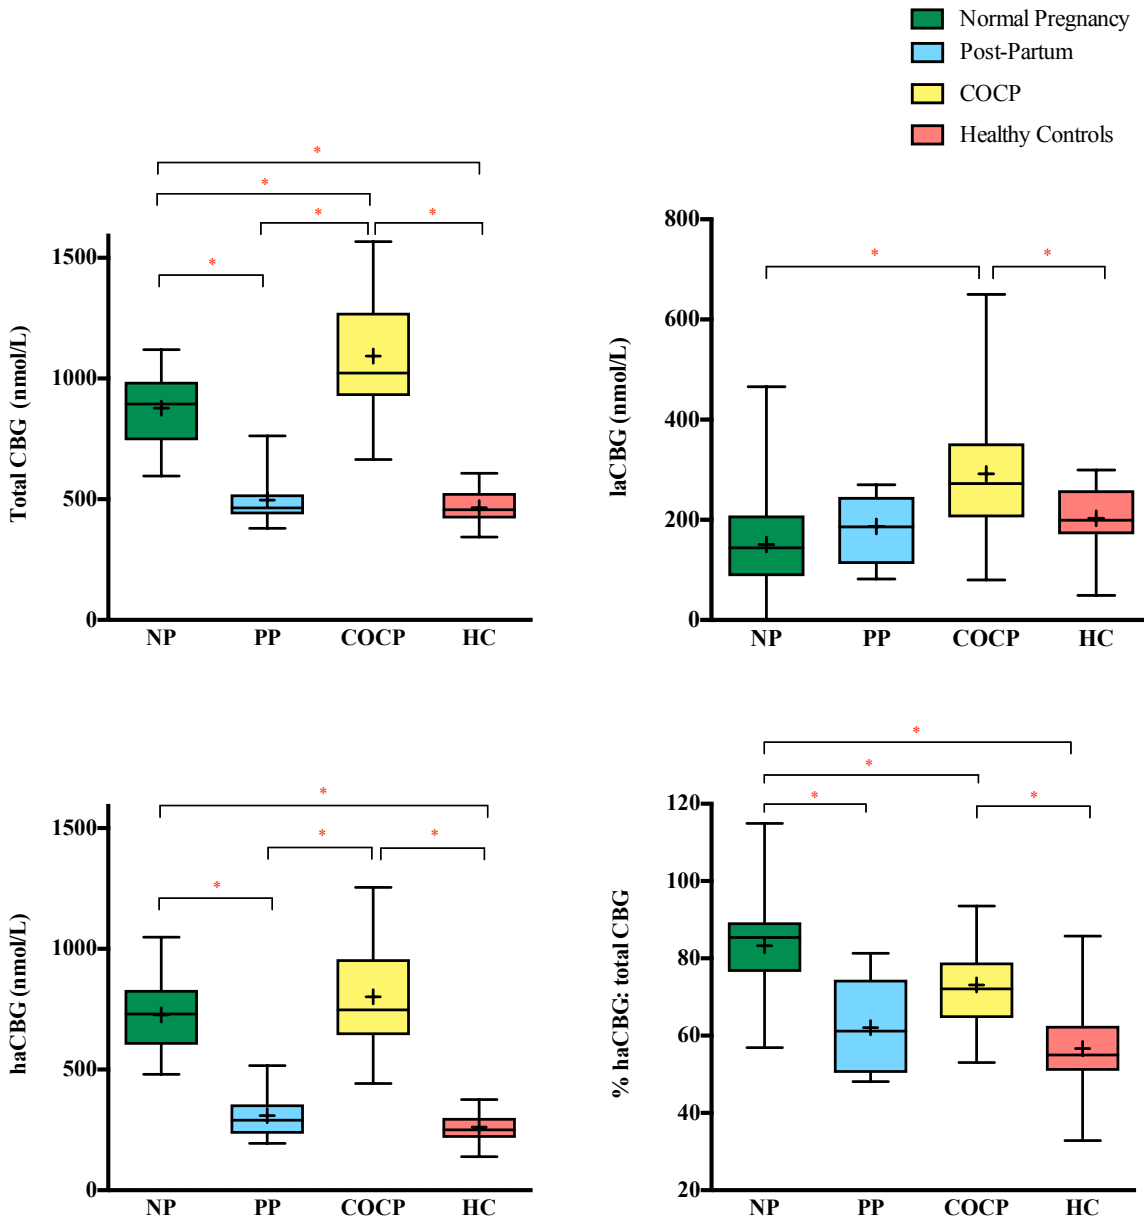 Normal Pregnancy
Post-Partum
COCP
Healthy Controls
Total CBG (nmol/L)
1500
1000
500
0
* * * * *
NP PP COCP HC
laCBG (nmol/L)
800
600
400
200
0
* *
NP PP COCP HC
haCBG (nmol/L)
1500
1000
500
0
* * * *
NP PP COCP HC
% haCBG: total CBG
120
100
80
60
40
20
* * * *
NP PP COCP HC